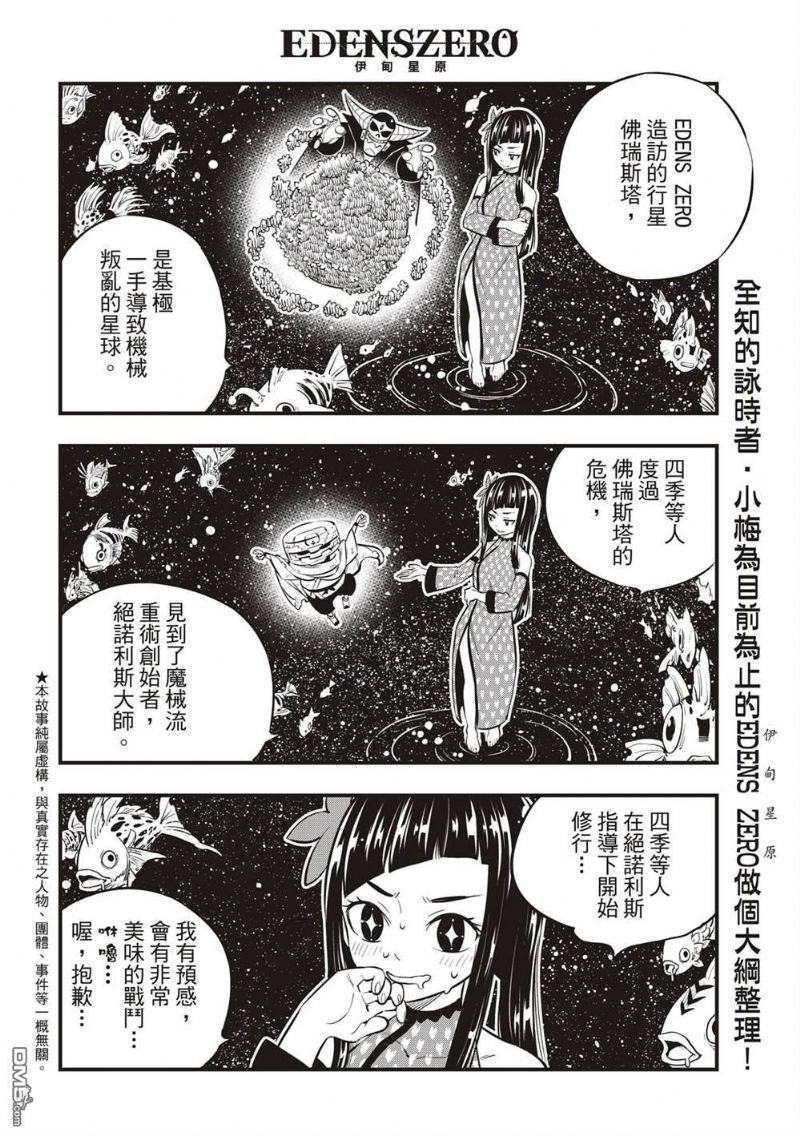 EDENSZERO
伊甸星原
全知的詠時者・小梅為目前為止的EDENS ZERO做個大綱整理！
伊甸星原
EDENS ZERO
造訪的行星
佛瑞斯塔，
是基極
一手導致機械
叛亂的星球。
四季等人
度過
佛瑞斯塔的
危機，
見到了魔械流
重術創始者，
絕諾利斯大師。
四季等人
在絕諾利斯
指導下開始
修行…
我有預感，
會有非常
美味的戰鬥…
咻嚕…
喔，抱歉…
★本故事純屬虛構，與真實存在之人物、團體、事件等一概無關。
DM5.com